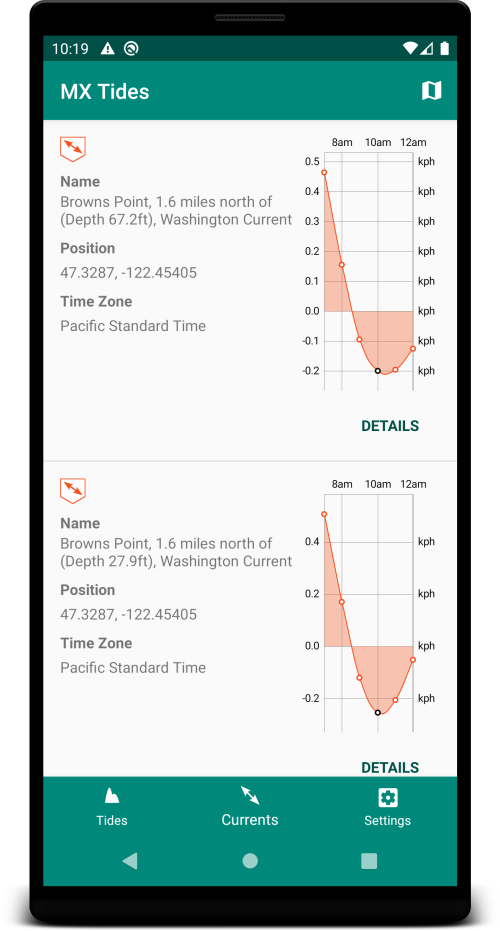 10:19
MX Tides
Name
Browns Point, 1.6 miles north of
(Depth 67.2ft), Washington Current
Position
47.3287, -122.45405
Time Zone
Pacific Standard Time
8am 10am 12am
0.5 kph
0.4 kph
0.3 kph
0.2 kph
0.1 kph
0.0 kph
-0.1 kph
-0.2 kph
DETAILS
Name
Browns Point, 1.6 miles north of
(Depth 27.9ft), Washington Current
Position
47.3287, -122.45405
Time Zone
Pacific Standard Time
8am 10am 12am
0.4 kph
0.2 kph
0.0 kph
-0.2 kph
DETAILS
Tides Currents Settings